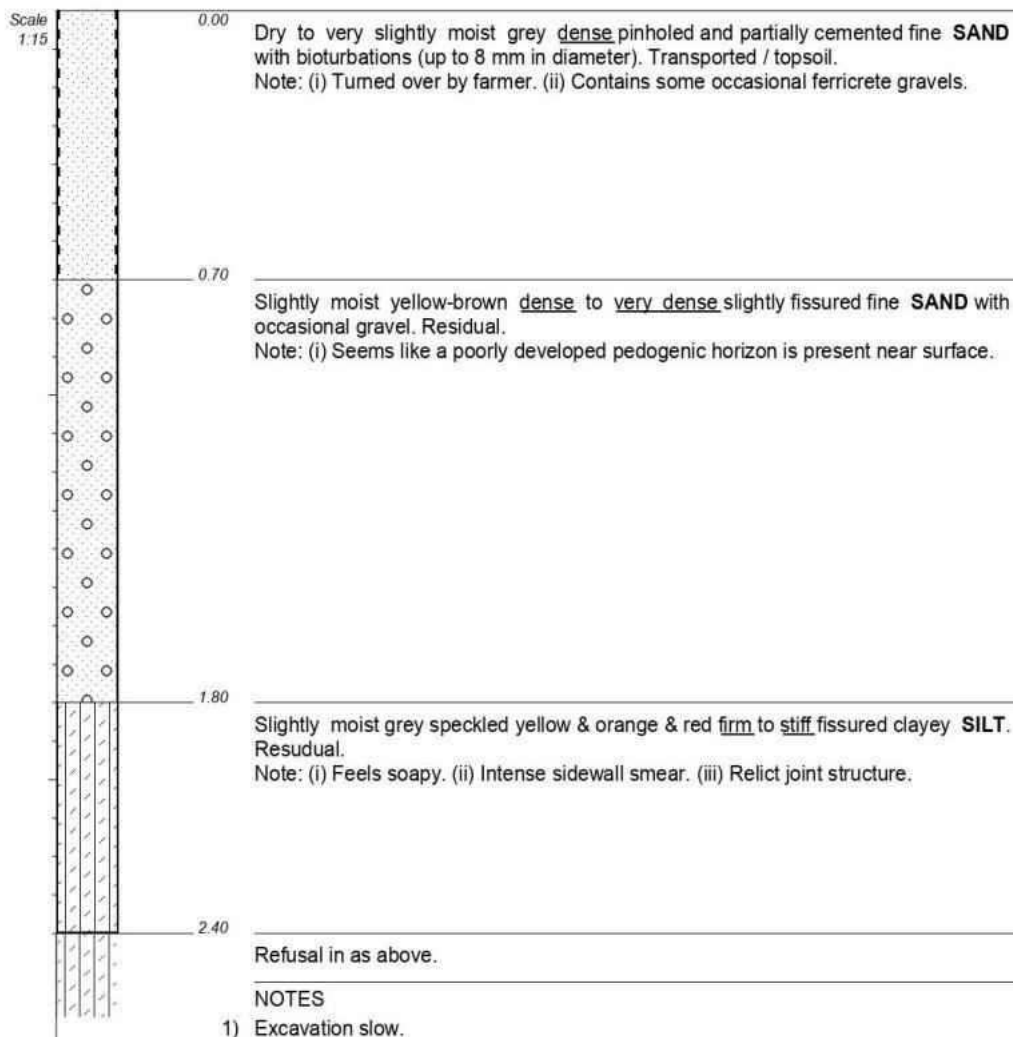 Scale
1:15
0.00
Dry to very slightly moist grey dense pinholed and partially cemented fine SAND
with bioturbations (up to 8 mm in diameter). Transported / topsoil.
Note: (i) Turned over by farmer. (ii) Contains some occasional ferricrete gravels.
0.70
Slightly moist yellow-brown dense to very dense slightly fissured fine SAND with
occasional gravel. Residual.
Note: (i) Seems like a poorly developed pedogenic horizon is present near surface.
1.80
Slightly moist grey speckled yellow & orange & red firm to stiff fissured clayey SILT.
Resudual.
Note: (i) Feels soapy. (ii) Intense sidewall smear. (iii) Relict joint structure.
2.40
Refusal in as above.
NOTES
1) Excavation slow.